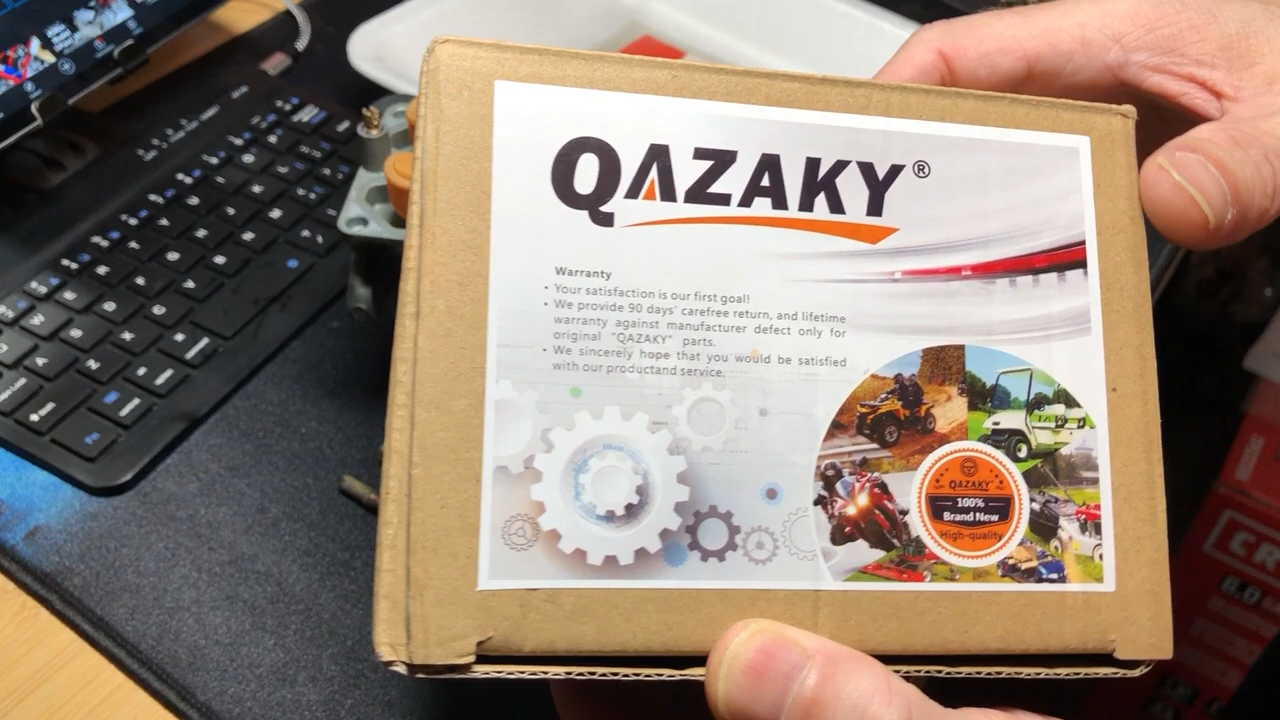 QAZAKY®
Warranty
• Your satisfaction is our first goal!
• We provide 90 days' carefree return, and lifetime
warranty against manufacturer defect only for
original "QAZAKY" parts.
• We sincerely hope that you would be satisfied
with our productand service.
QAZAKY
100%
Brand New
High-quality
CR